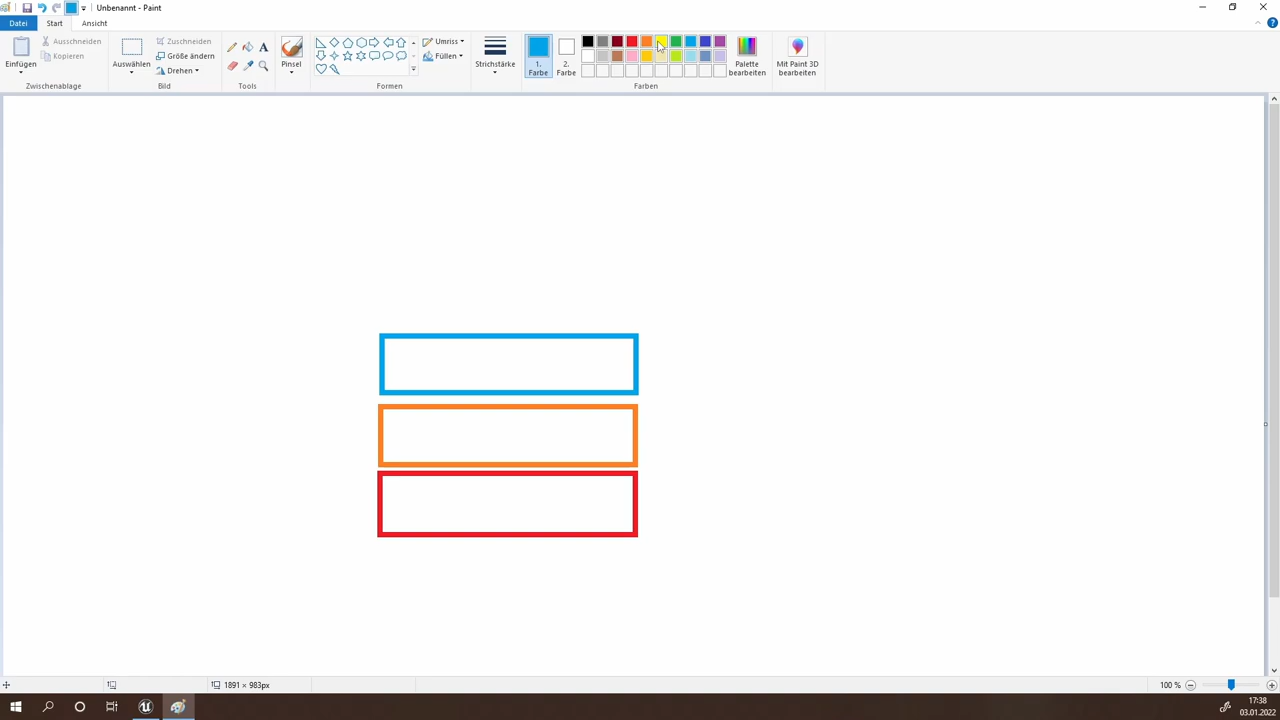 Unbenannt - Paint
Datei Start Ansicht
Einfügen
Ausschneiden
Kopieren
Zwischenablage
Auswählen
Zuschneiden
Größe ändern
Drehen
Bild
A
Tools
Pinsel
Umriss
Füllen
Formen
Strichstärke
1.
Farbe
2.
Farbe
Farben
Palette
bearbeiten
Mit Paint 3D
bearbeiten
1891 × 983px
100 %
17:38
03.01.2022